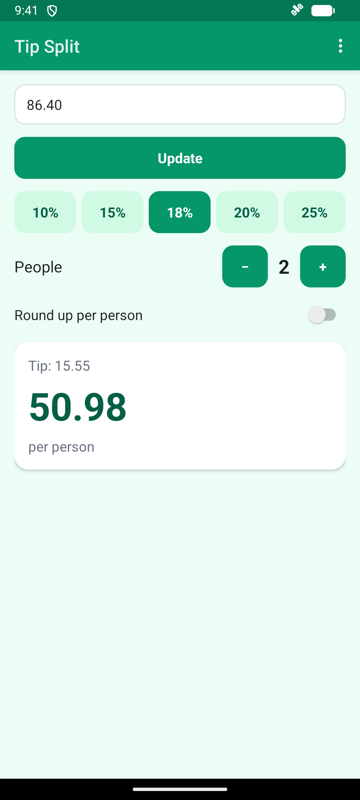 9:41
Tip Split
86.40
Update
10% 15% 18% 20% 25%
People − 2 +
Round up per person
Tip: 15.55
50.98
per person